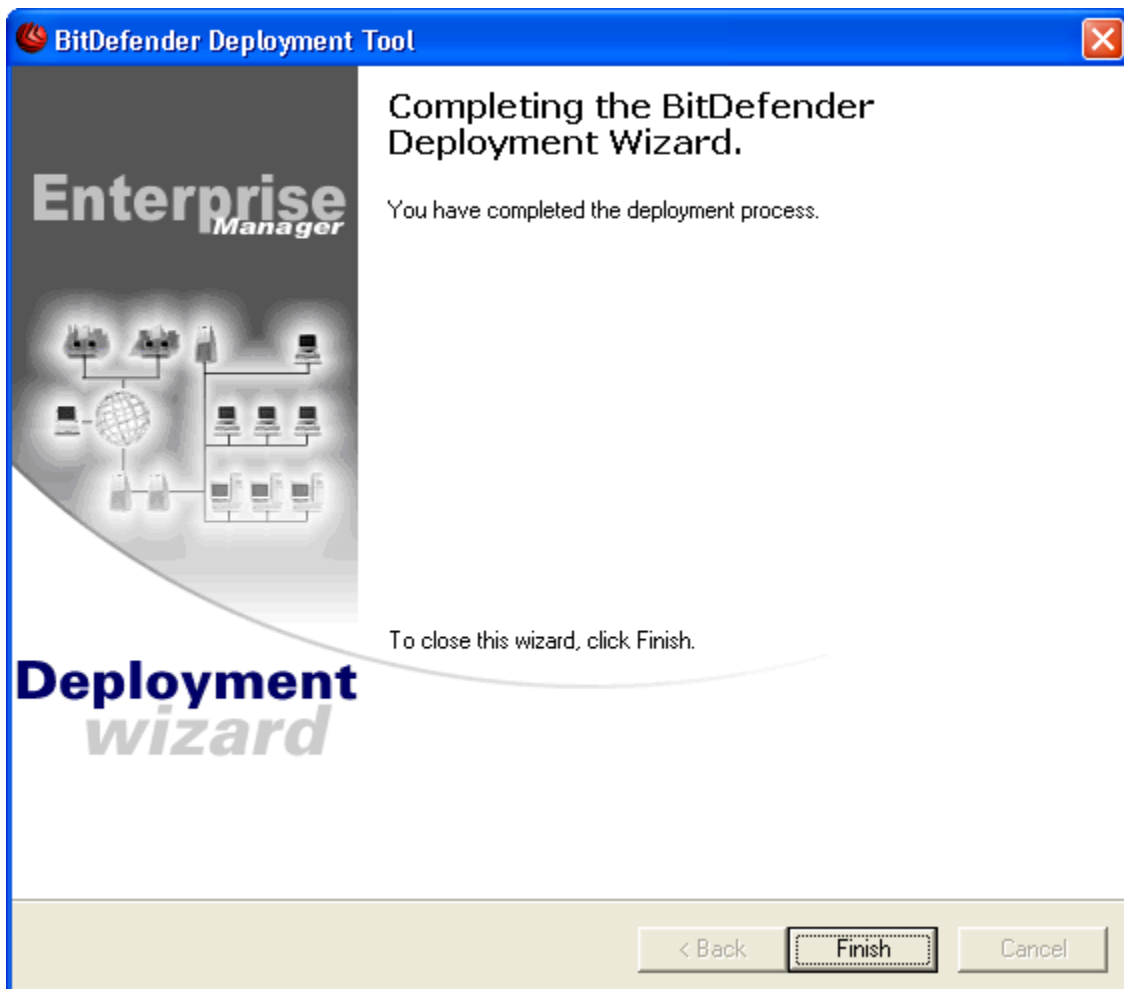 BitDefender Deployment Tool
Enterprise
Manager
Completing the BitDefender
Deployment Wizard.
You have completed the deployment process.
To close this wizard, click Finish.
Deployment
wizard
< Back
Finish
Cancel